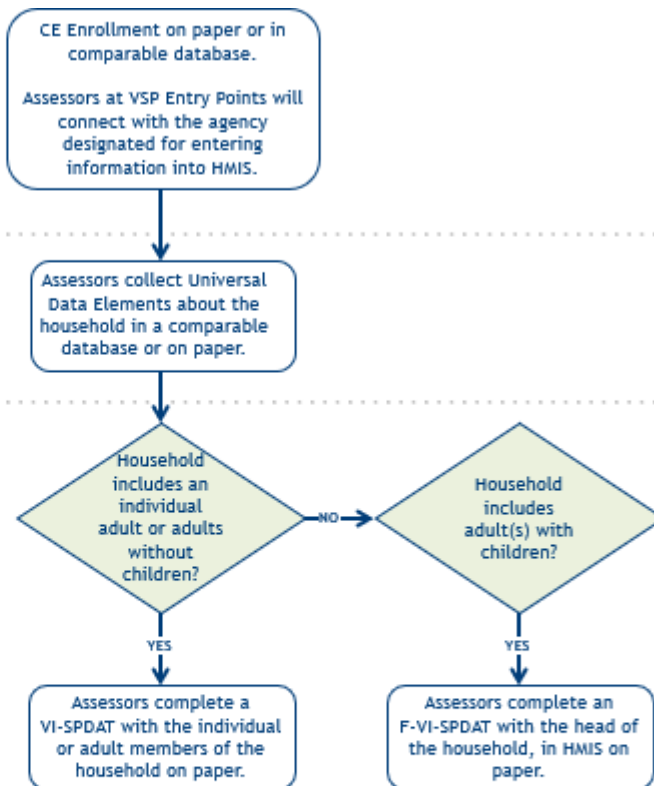 CE Enrollment on paper or in
comparable database.
Assessors at VSP Entry Points will
connect with the agency
designated for entering
information into HMIS.
Assessors collect Universal
Data Elements about the
household in a comparable
database or on paper.
Household
includes an
individual
adult or adults
without
children?
NO
Household
includes
adult(s) with
children?
YES
YES
Assessors complete a
VI-SPDAT with the individual
or adult members of the
household on paper.
Assessors complete an
F-VI-SPDAT with the head of
the household, in HMIS on
paper.